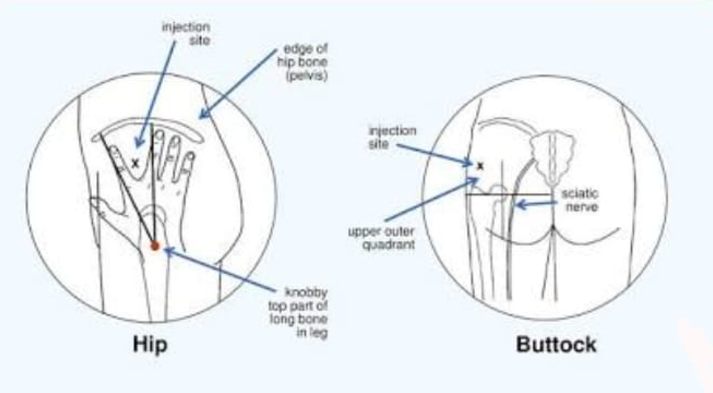 injection
site
edge of
hip bone
(pelvis)
x
knobby
top part of
long bone
in leg
Hip
injection
site
x
upper outer
quadrant
sciatic
nerve
Buttock